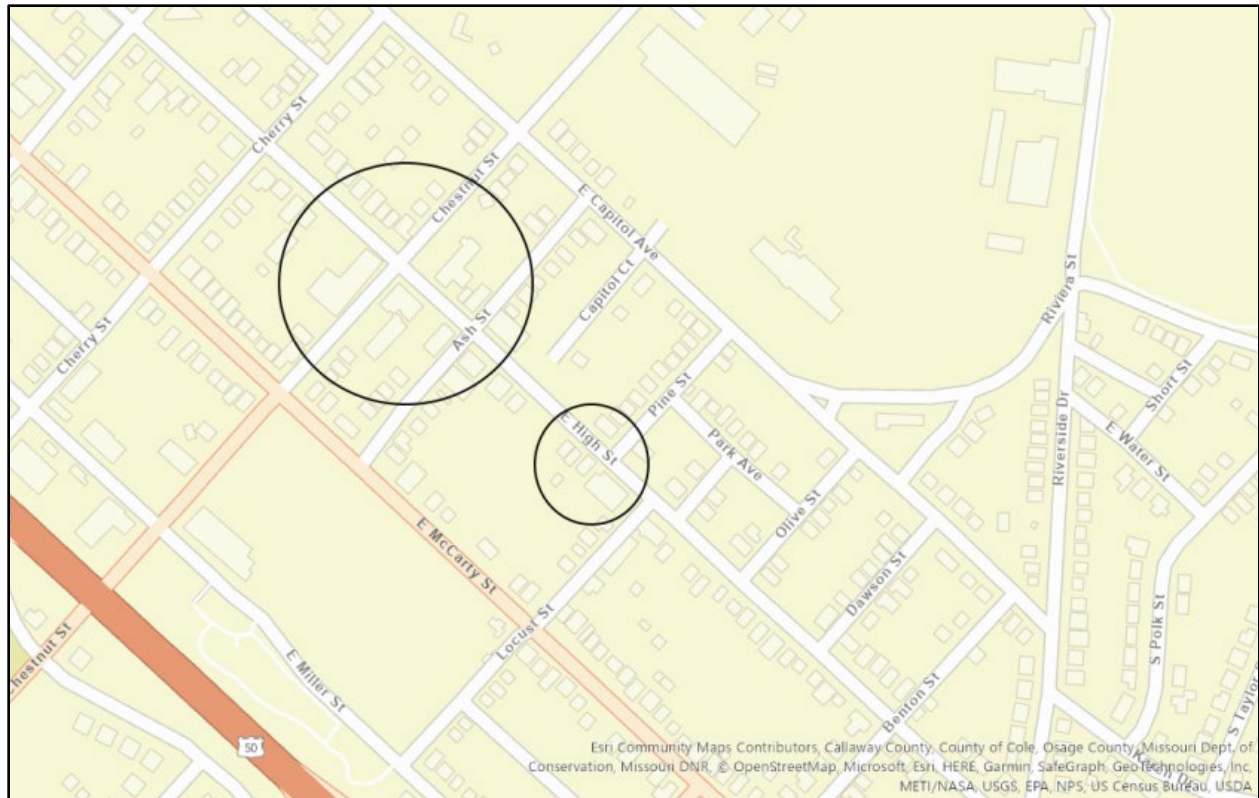 Cherry St
Chestnut St
E Capitol Ave
Capitol Ct
Ash St
Cherry St
E High St
Pine St
Park Ave
Olive St
Dawson St
Riviera St
Riverside Dr
Short St
E Water St
S Polk St
S Taylor
E McCarty St
Locust St
Benton St
Chestnut St
E Miller St
50
Esri Community Maps Contributors, Callaway County, County of Cole, Osage County, Missouri Dept. of
Conservation, Missouri DNR, © OpenStreetMap, Microsoft, Esri, HERE, Garmin, SafeGraph, GeoTechnologies, Inc,
METI/NASA, USGS, EPA, NPS, US Census Bureau, USDA